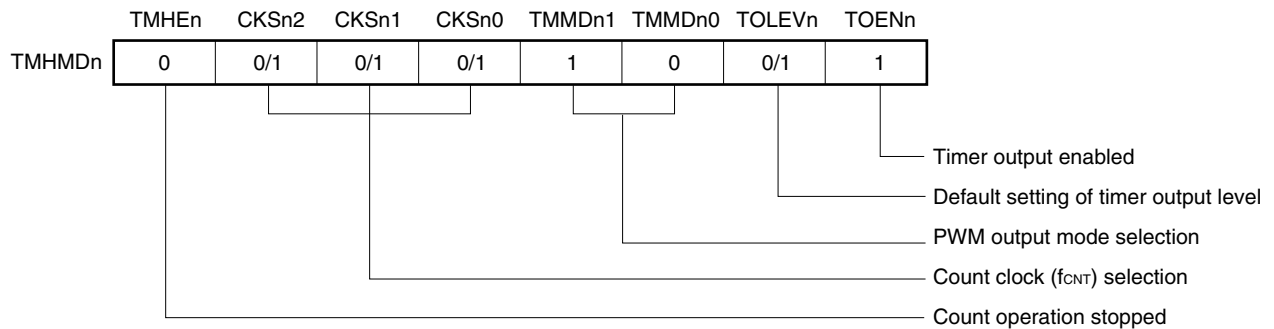 TMHEn CKSn2 CKSn1 CKSn0 TMMDn1 TMMDn0 TOLEVn TOENn
TMHMDn 0 0/1 0/1 0/1 1 0 0/1 1
Timer output enabled
Default setting of timer output level
PWM output mode selection
Count clock (fCNT) selection
Count operation stopped